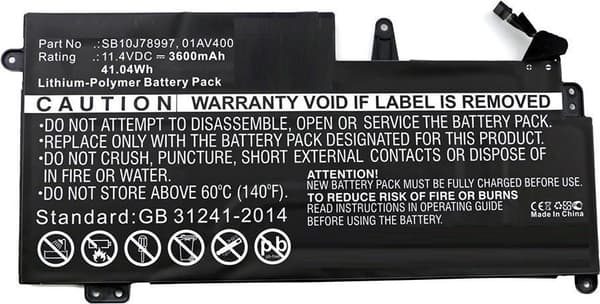 Part No : .SB10J78997, 01AV400
Rating : 11.4VDC ⎓ 3600mAh
41.04Wh
Lithium-Polymer Battery Pack
CAUTION WARRANTY VOID IF LABEL IS REMOVED
•DO NOT ATTEMPT TO DISASSEMBLE, OPEN OR SERVICE THE BATTERY PACK.
•REPLACE ONLY WITH THE BATTERY PACK DESIGNATED FOR THIS PRODUCT.
•DO NOT CRUSH, PUNCTURE, SHORT EXTERNAL CONTACTS OR DISPOSE OF
IN FIRE OR WATER.
•DO NOT STORE ABOVE 60°C (140°F).
Standard:GB 31241-2014
ATTENTION:
NEW BATTERY PACK MUST BE FULLY CHARGED BEFORE USE
TO REDUCE RISK OF FIRE OR BURNS
READ INSTRUCTIONS IN OPERATING GUIDE
BEFORE USE.
CE FC
Made In China
Pb